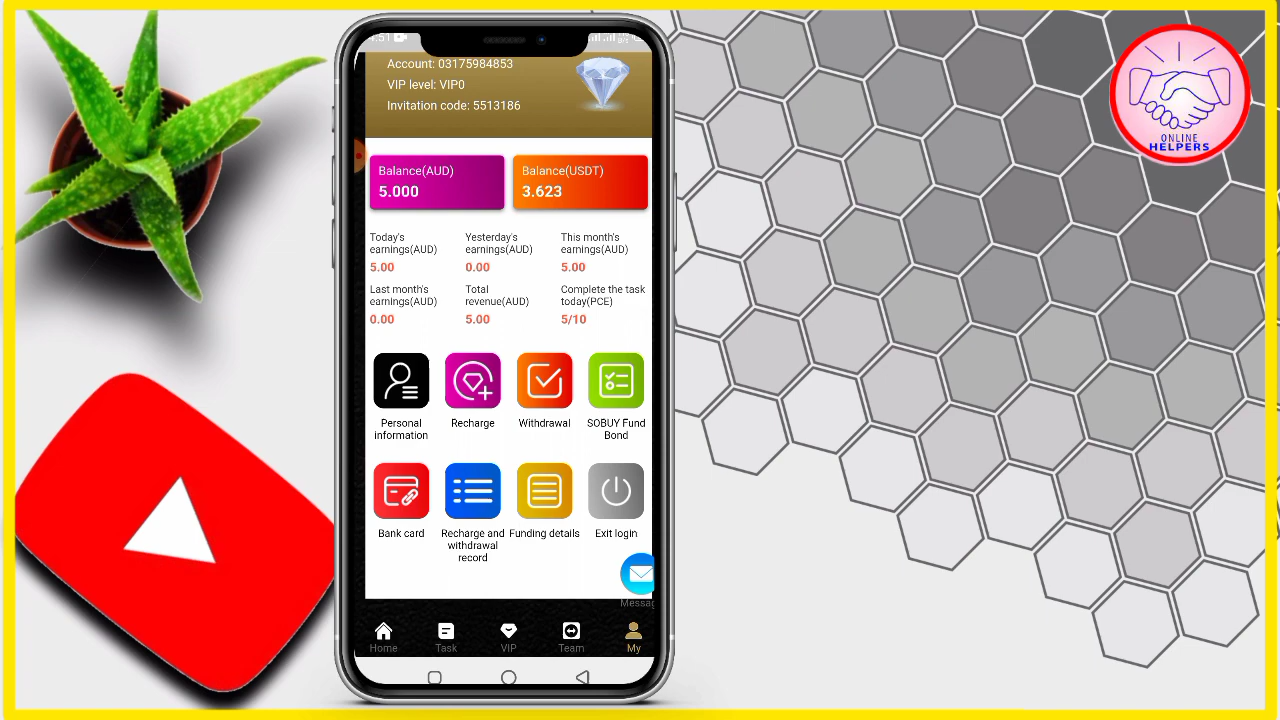 4:51
Account: 03175984853
VIP level: VIP0
Invitation code: 5513186
Balance(AUD)
5.000
Balance(USDT)
3.623
Today's
earnings(AUD)
5.00
Yesterday's
earnings(AUD)
0.00
This month's
earnings(AUD)
5.00
Last month's
earnings(AUD)
0.00
Total
revenue(AUD)
5.00
Complete the task
today(PCE)
5/10
Personal
information
Recharge
Withdrawal
SOBUY Fund
Bond
Bank card
Recharge and
withdrawal
record
Funding details
Exit login
Messag
Home
Task
VIP
Team
My
ONLINE
HELPERS